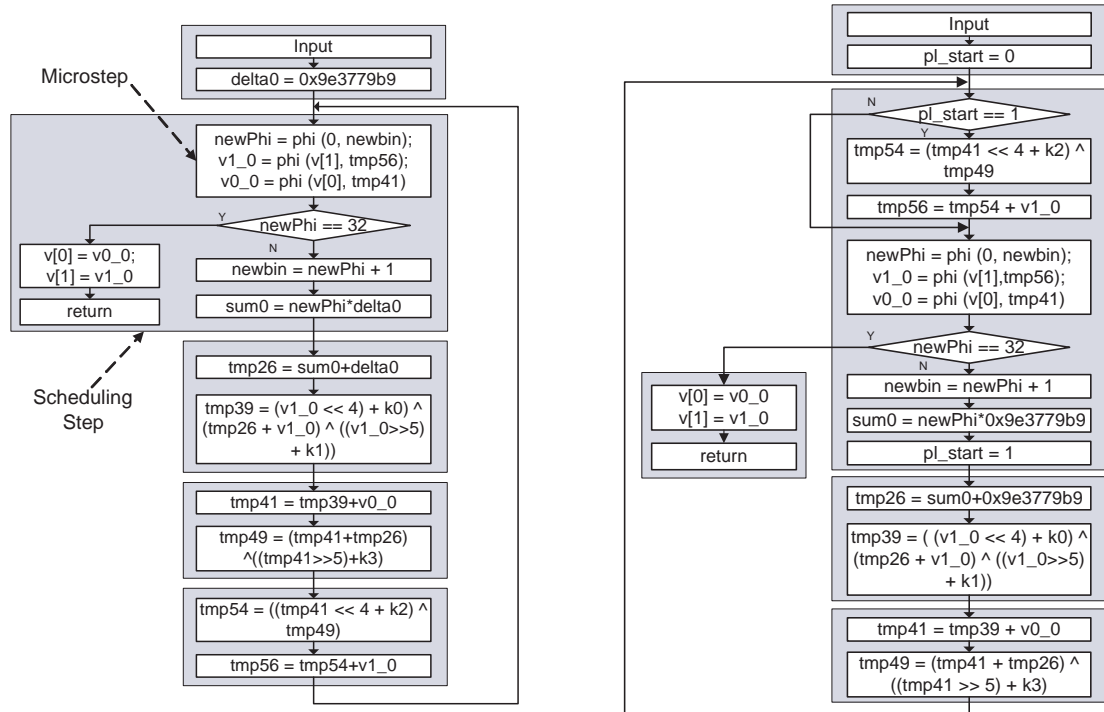 Input
delta0 = 0x9e3779b9
Microstep
newPhi = phi (0, newbin);
v1_0 = phi (v[1], tmp56);
v0_0 = phi (v[0], tmp41)
Y
newPhi == 32
N
v[0] = v0_0;
v[1] = v1_0
return
newbin = newPhi + 1
sum0 = newPhi*delta0
Scheduling
Step
tmp26 = sum0+delta0
tmp39 = (v1_0 << 4) + k0) ^
(tmp26 + v1_0) ^ ((v1_0>>5)
+ k1))
tmp41 = tmp39+v0_0
tmp49 = (tmp41+tmp26)
^((tmp41>>5)+k3)
tmp54 = ((tmp41 << 4 + k2) ^
tmp49)
tmp56 = tmp54+v1_0
Input
pl_start = 0
N
pl_start == 1
Y
tmp54 = (tmp41 << 4 + k2) ^
tmp49
tmp56 = tmp54 + v1_0
newPhi = phi (0, newbin);
v1_0 = phi (v[1],tmp56);
v0_0 = phi (v[0], tmp41)
Y
newPhi == 32
N
v[0] = v0_0
v[1] = v1_0
return
newbin = newPhi + 1
sum0 = newPhi*0x9e3779b9
pl_start = 1
tmp26 = sum0+0x9e3779b9
tmp39 = ( (v1_0 << 4) + k0) ^
(tmp26 + v1_0) ^ ((v1_0>>5)
+ k1))
tmp41 = tmp39 + v0_0
tmp49 = (tmp41 + tmp26) ^
((tmp41 >> 5) + k3)